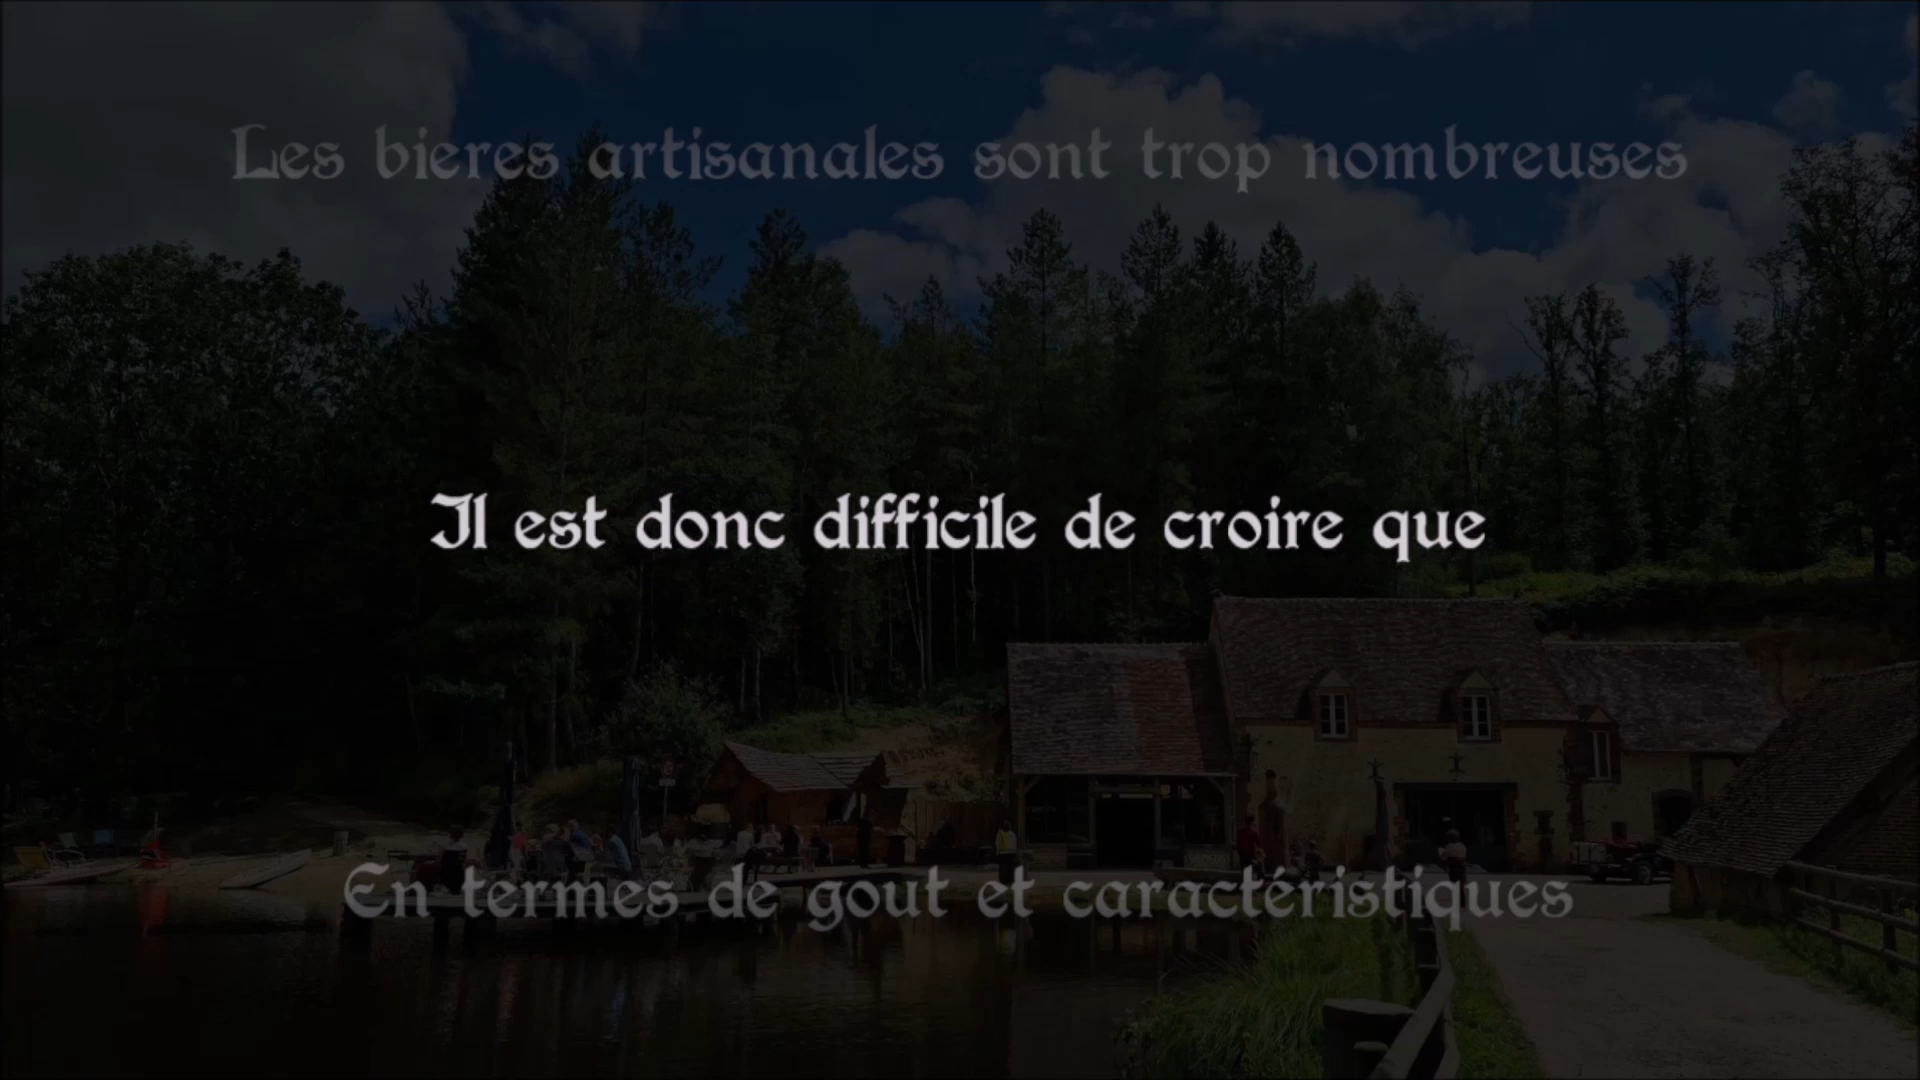 Les bieres artisanales sont trop nombreuses
Il est donc difficile de croire que
En termes de gout et caractéristiques